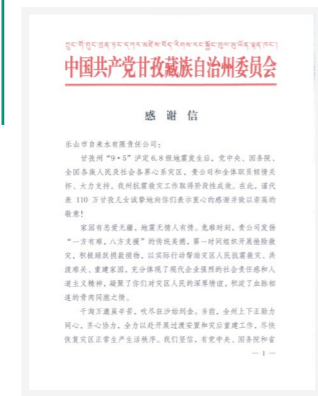 中国共产党甘孜藏族自治州委员会
感谢信
乐山市自来水有限责任公司:
甘孜州“9·5”泸定6.8级地震发生后,党中央、国务院、
全国各族人民及社会各界心系灾区,贵公司和全体职员倾情关
怀、大力支持,我州抗震救灾工作取得阶段性成效。在此,谨代
表110万甘孜儿女诚挚地向你们表示衷心的感谢并致以崇高的
敬意!
家园有恙爱无疆,地震无情人有情。危难时刻,贵公司发扬
“一方有难,八方支援”的传统美德,第一时间组织开展抢险救
灾,积极踊跃捐款捐物,以实际行动帮助灾区人民抗震救灾、共
渡难关、重建家园,充分体现了现代企业强烈的社会责任感和人
道主义精神,凝聚了你们对灾区人民的深厚情谊,积淀了血脉相
连的骨肉同胞之情。
千淘万漉虽辛苦,吹尽狂沙始到金。当前,全州上下正勠力
同心、齐心协力,全力以赴开展过渡安置和灾后重建工作,尽快
恢复灾区正常生产生活秩序。我们坚信,有党中央、国务院和省
— 1 —